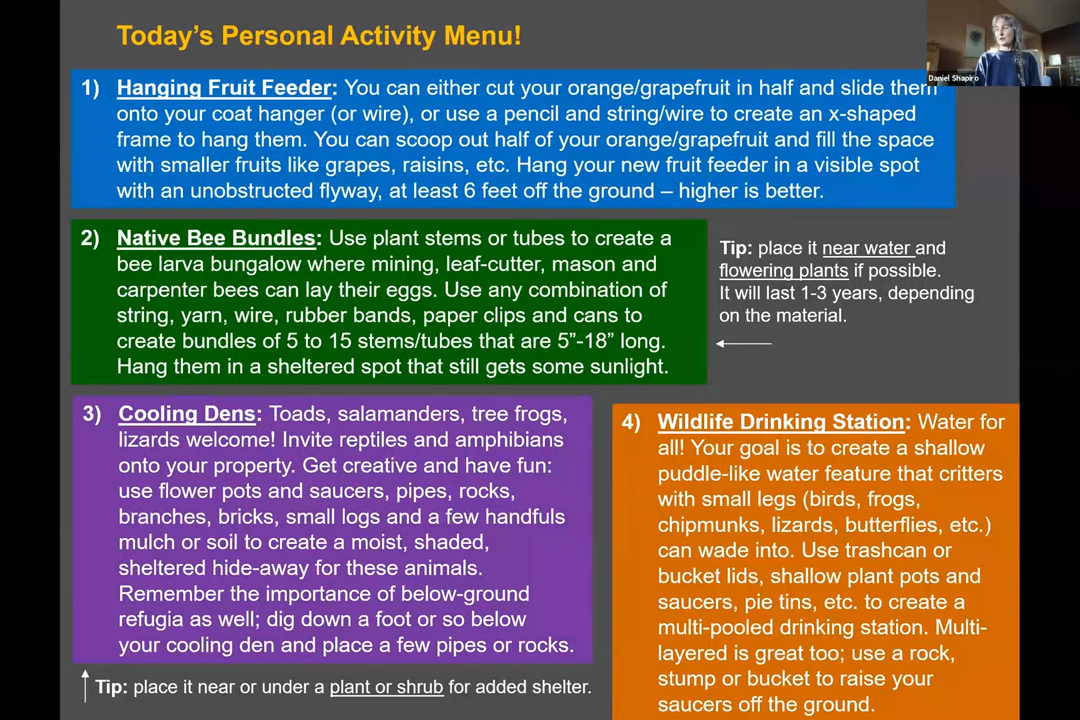 Today's Personal Activity Menu!
Daniel Shapiro
1) Hanging Fruit Feeder: You can either cut your orange/grapefruit in half and slide them
onto your coat hanger (or wire), or use a pencil and string/wire to create an x-shaped
frame to hang them. You can scoop out half of your orange/grapefruit and fill the space
with smaller fruits like grapes, raisins, etc. Hang your new fruit feeder in a visible spot
with an unobstructed flyway, at least 6 feet off the ground – higher is better.
2) Native Bee Bundles: Use plant stems or tubes to create a
bee larva bungalow where mining, leaf-cutter, mason and
carpenter bees can lay their eggs. Use any combination of
string, yarn, wire, rubber bands, paper clips and cans to
create bundles of 5 to 15 stems/tubes that are 5”-18” long.
Hang them in a sheltered spot that still gets some sunlight.
Tip: place it near water and
flowering plants if possible.
It will last 1-3 years, depending
on the material.
3) Cooling Dens: Toads, salamanders, tree frogs,
lizards welcome! Invite reptiles and amphibians
onto your property. Get creative and have fun:
use flower pots and saucers, pipes, rocks,
branches, bricks, small logs and a few handfuls
mulch or soil to create a moist, shaded,
sheltered hide-away for these animals.
Remember the importance of below-ground
refugia as well; dig down a foot or so below
your cooling den and place a few pipes or rocks.
Tip: place it near or under a plant or shrub for added shelter.
4) Wildlife Drinking Station: Water for
all! Your goal is to create a shallow
puddle-like water feature that critters
with small legs (birds, frogs,
chipmunks, lizards, butterflies, etc.)
can wade into. Use trashcan or
bucket lids, shallow plant pots and
saucers, pie tins, etc. to create a
multi-pooled drinking station. Multi-
layered is great too; use a rock,
stump or bucket to raise your
saucers off the ground.